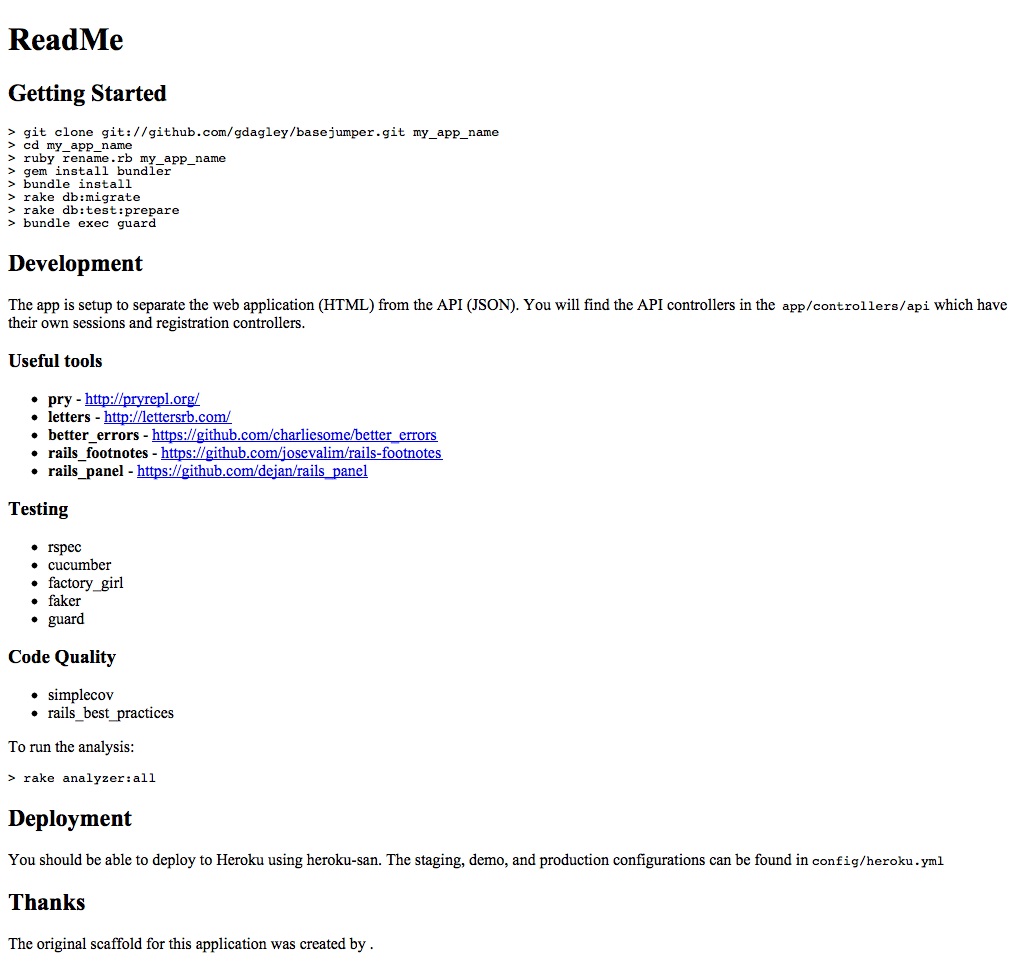 ReadMe
Getting Started
> git clone git://github.com/gdagley/basejumper.git my_app_name
> cd my_app_name
> ruby rename.rb my_app_name
> gem install bundler
> bundle install
> rake db:migrate
> rake db:test:prepare
> bundle exec guard
Development
The app is setup to separate the web application (HTML) from the API (JSON). You will find the API controllers in the app/controllers/api which have
their own sessions and registration controllers.
Useful tools
• pry - http://pryrepl.org/
• letters - http://lettersrb.com/
• better_errors - https://github.com/charliesome/better_errors
• rails_footnotes - https://github.com/josevalim/rails-footnotes
• rails_panel - https://github.com/dejan/rails_panel
Testing
• rspec
• cucumber
• factory_girl
• faker
• guard
Code Quality
• simplecov
• rails_best_practices
To run the analysis:
> rake analyzer:all
Deployment
You should be able to deploy to Heroku using heroku-san. The staging, demo, and production configurations can be found in config/heroku.yml
Thanks
The original scaffold for this application was created by .